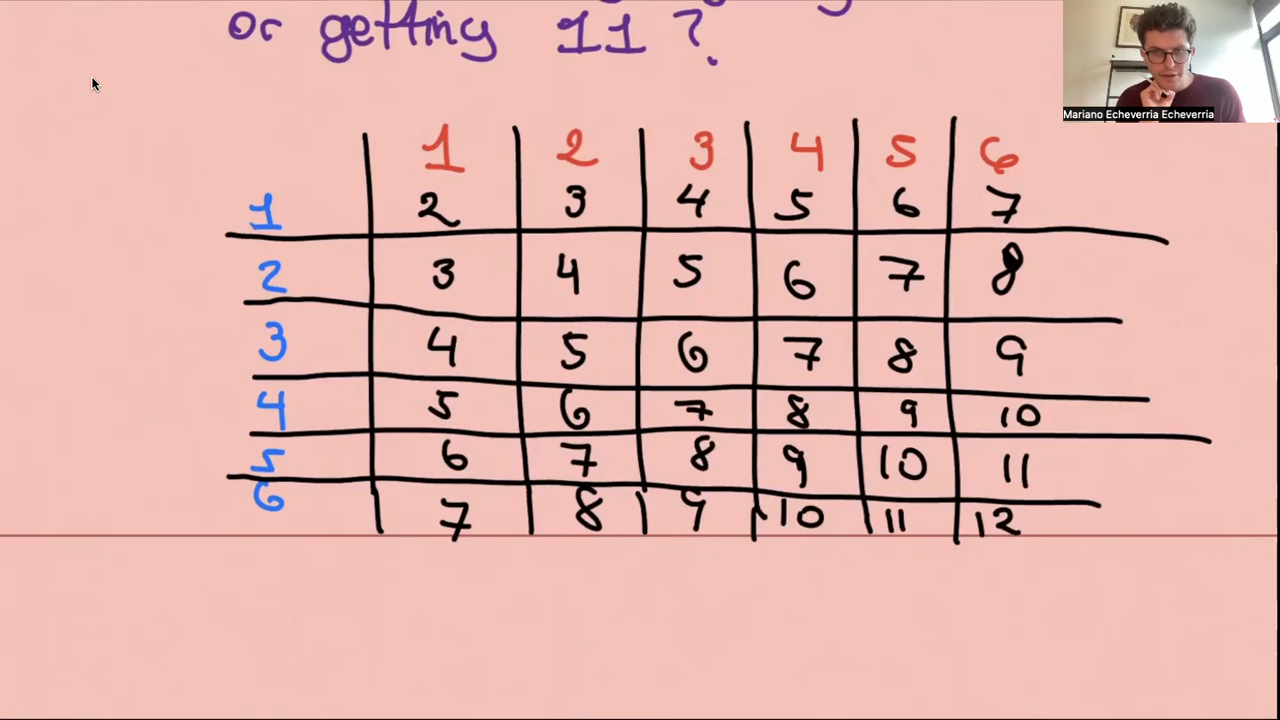 or getting 11?
Mariano Echeverria Echeverria
1 2 3 4 5 6
1 2 3 4 5 6 7
2 3 4 5 6 7 8
3 4 5 6 7 8 9
4 5 6 7 8 9 10
5 6 7 8 9 10 11
6 7 8 9 10 11 12